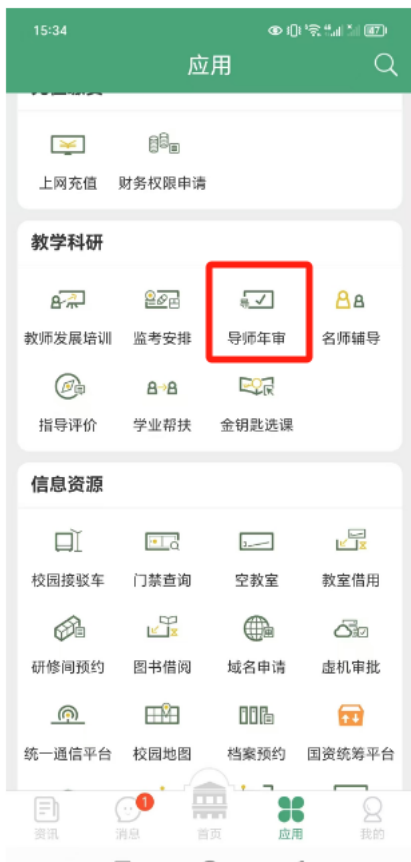 15:34
47
应用
上网充值 财务权限申请
教学科研
教师发展培训 监考安排 导师年审 名师辅导
指导评价 学业帮扶 金钥匙选课
信息资源
校园接驳车 门禁查询 空教室 教室借用
研修间预约 图书借阅 域名申请 虚机审批
统一通信平台 校园地图 档案预约 国资统筹平台
1
资讯 消息 首页 应用 我的